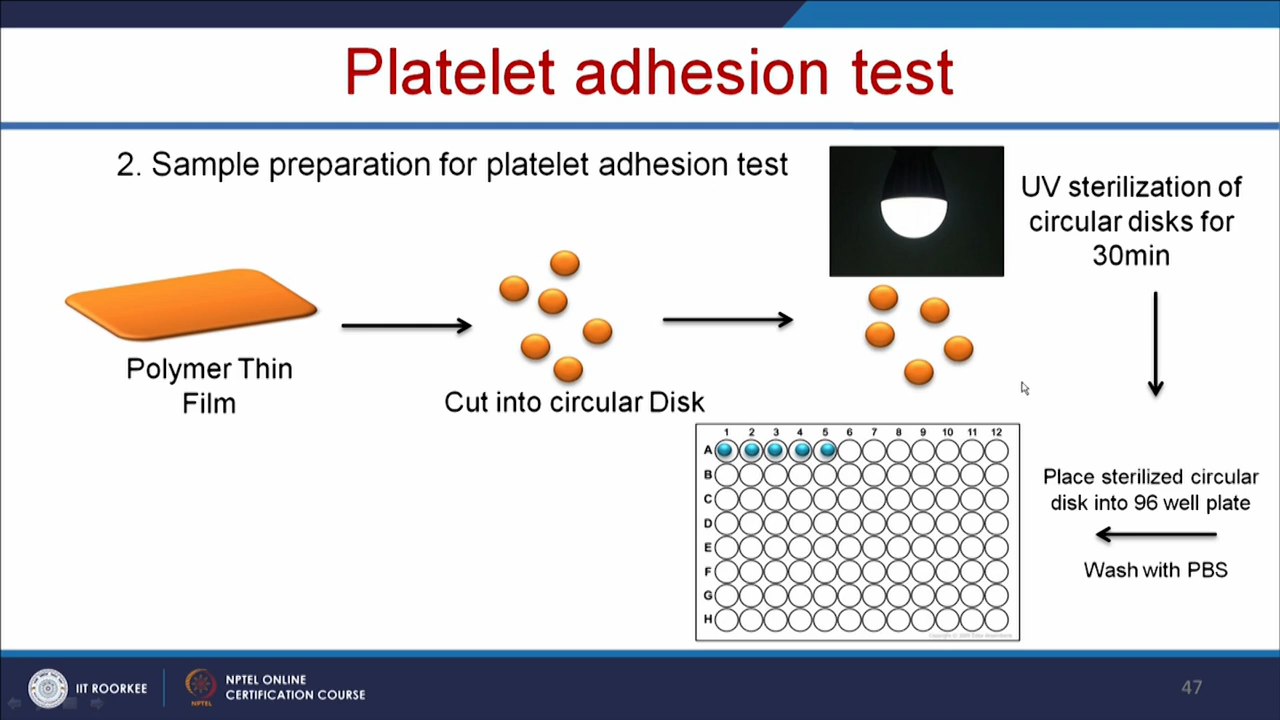 Platelet adhesion test
2. Sample preparation for platelet adhesion test
UV sterilization of
circular disks for
30min
Polymer Thin
Film
Cut into circular Disk
1 2 3 4 5 6 7 8 9 10 11 12
A
B
C
D
E
F
G
H
Place sterilized circular
disk into 96 well plate
Wash with PBS
IIT ROORKEE
NPTEL
NPTEL ONLINE
CERTIFICATION COURSE
47